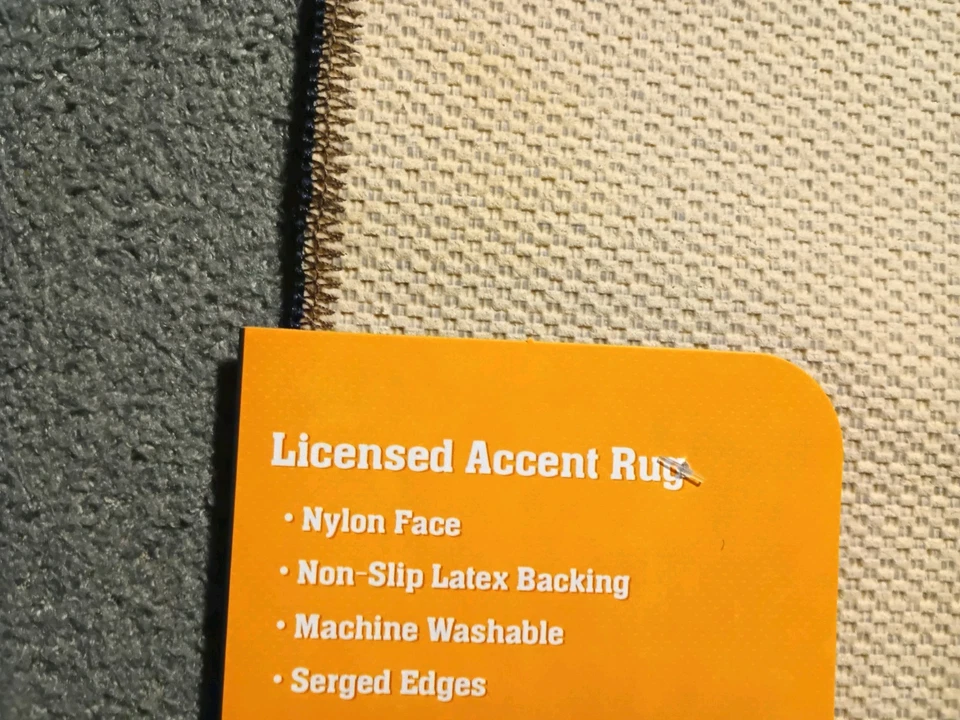 Licensed Accent Rug
• Nylon Face
• Non-Slip Latex Backing
• Machine Washable
• Serged Edges